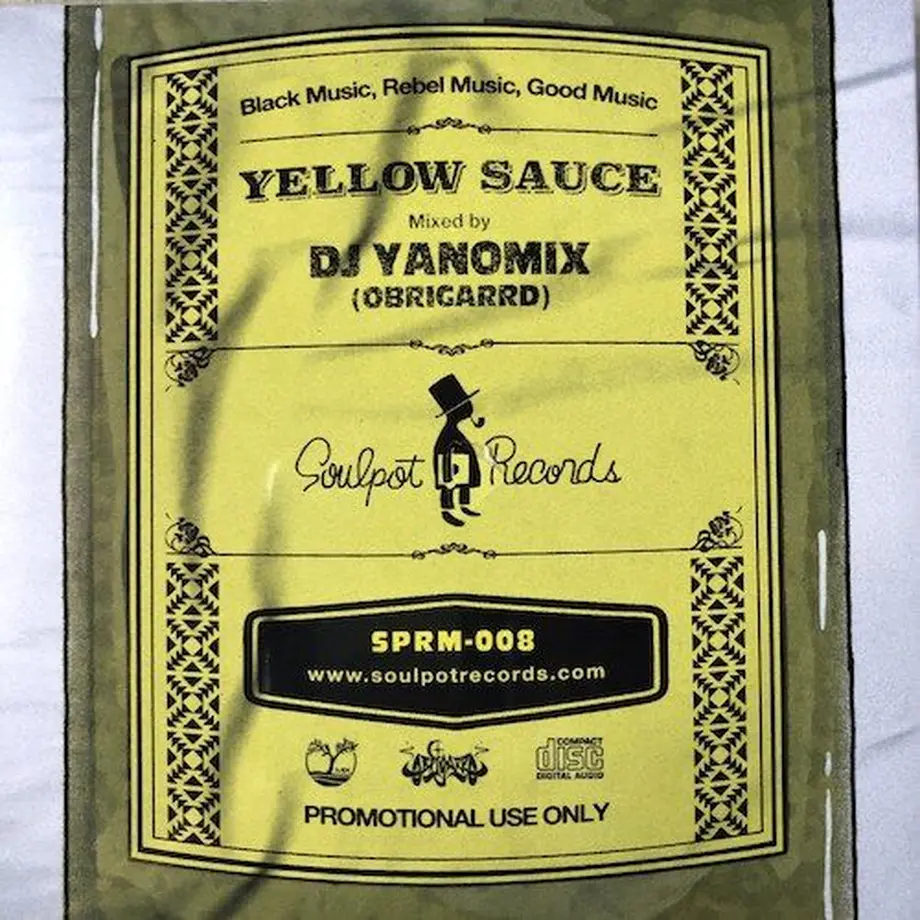 Black Music, Rebel Music, Good Music
YELLOW SAUCE
Mixed by
DJ YANOMIX
(OBRIGARRD)
Soulpot Records
SPRM-008
www.soulpotrecords.com
COMPACT
disc
DIGITAL AUDIO
PROMOTIONAL USE ONLY